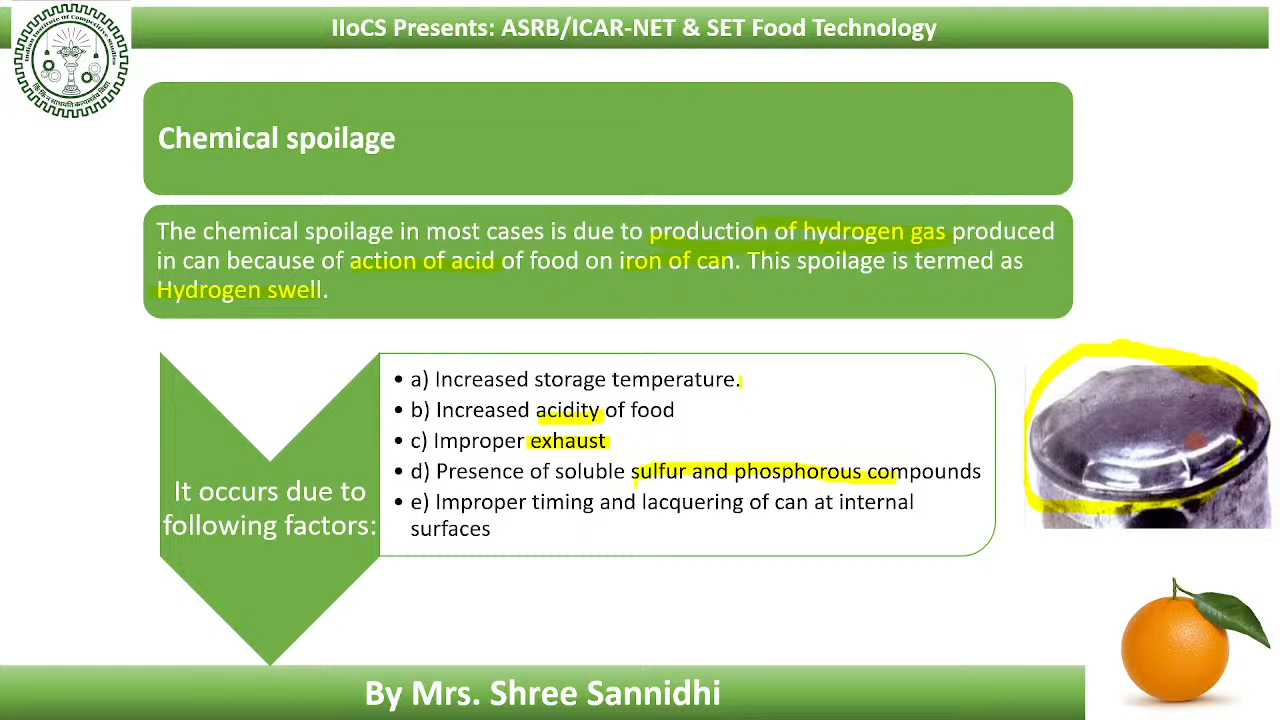 IIoCS Presents: ASRB/ICAR-NET & SET Food Technology
Chemical spoilage
The chemical spoilage in most cases is due to production of hydrogen gas produced
in can because of action of acid of food on iron of can. This spoilage is termed as
Hydrogen swell.
It occurs due to
following factors:
• a) Increased storage temperature.
• b) Increased acidity of food
• c) Improper exhaust
• d) Presence of soluble sulfur and phosphorous compounds
• e) Improper timing and lacquering of can at internal
surfaces
By Mrs. Shree Sannidhi